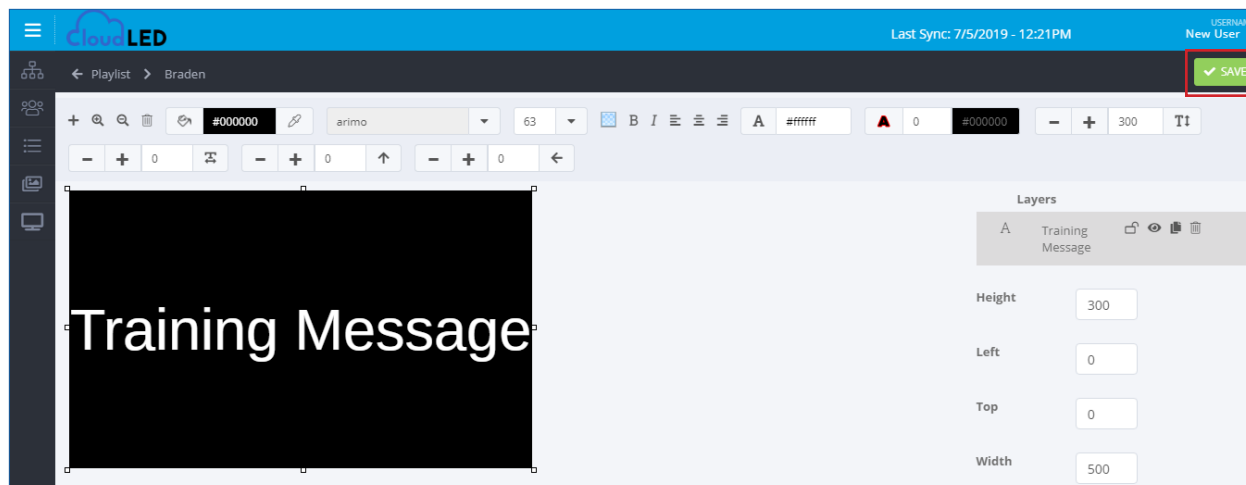 CloudLED
Last Sync: 7/5/2019 - 12:21PM
USERNAM
New User
Playlist
Braden
SAVE
#000000
arimo
63
B I
A #ffffff
A 0 #000000
300
0
0
0
Layers
A Training
Message
Training Message
Height 300
Left 0
Top 0
Width 500